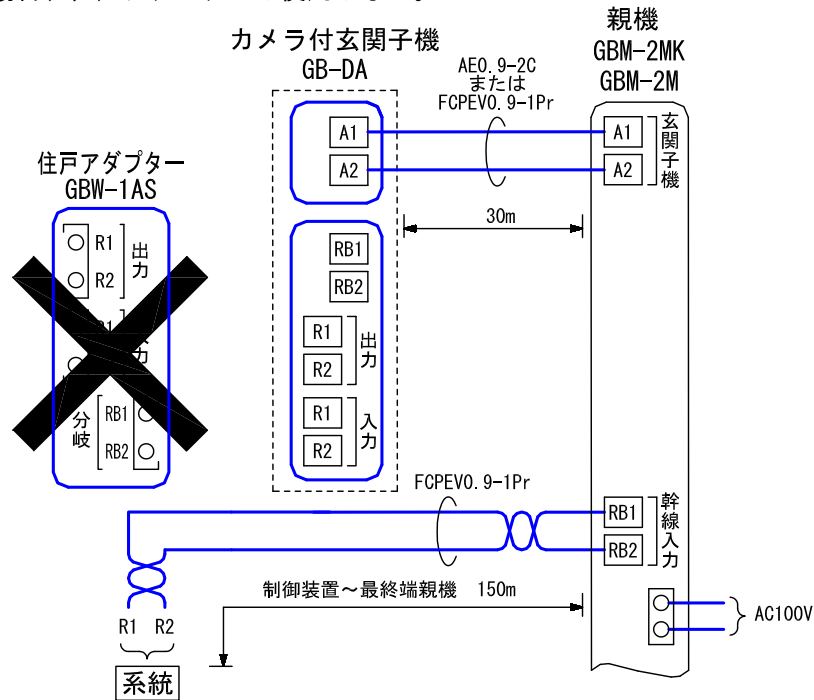 カメラ付玄関子機
GB-DA
親機
GBM-2MK
GBM-2M
AE0.9-2C
または
FCPEV0.9-1Pr
A1
A2
A1
A2
玄関子機
30m
住戸アダプター
GBW-1AS
R1
R2
出力
力
分岐
RB1
RB2
RB1
RB2
R1
R2
出力
R1
R2
入力
FCPEV0.9-1Pr
RB1
RB2
幹線入力
制御装置～最終端親機 150m
R1 R2
系統
AC100V